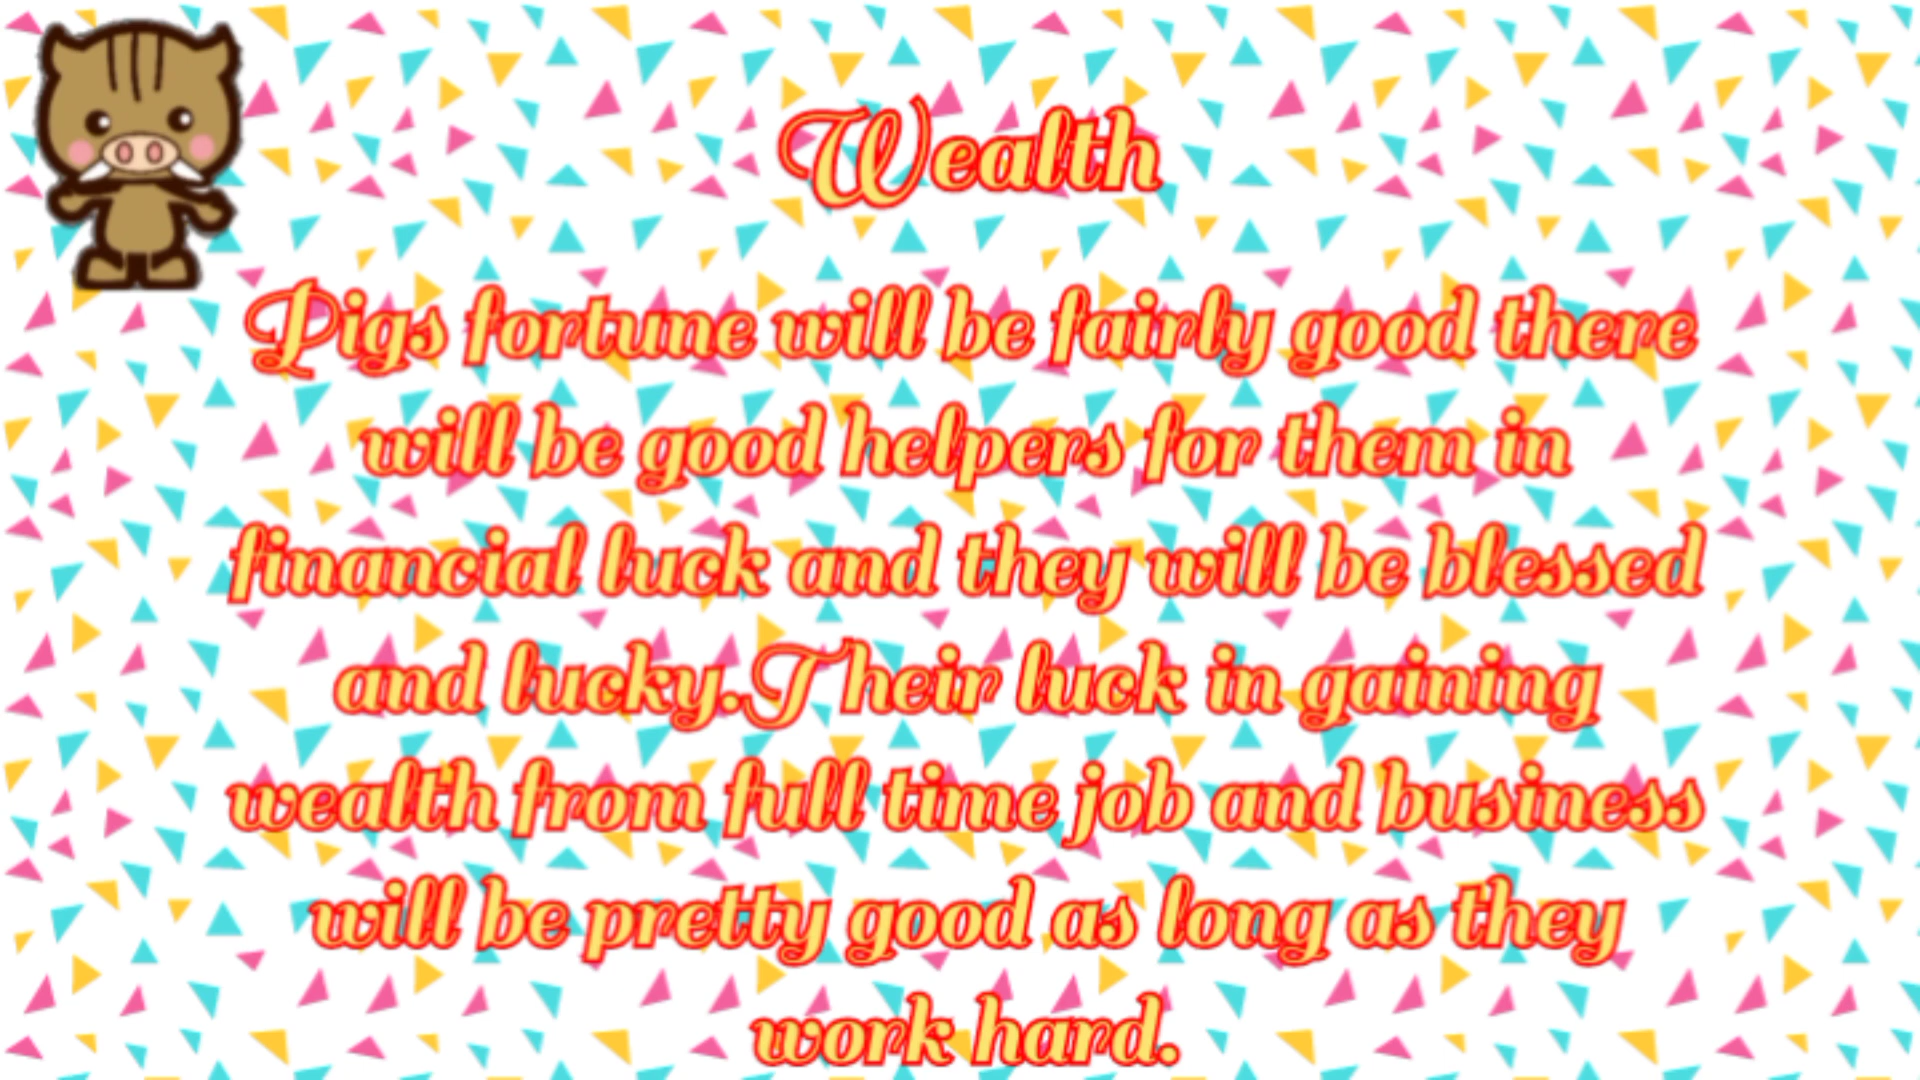 Wealth
Pigs fortune will be fairly good there
will be good helpers for them in
financial luck and they will be blessed
and lucky.Their luck in gaining
wealth from full time job and business
will be pretty good as long as they
work hard.